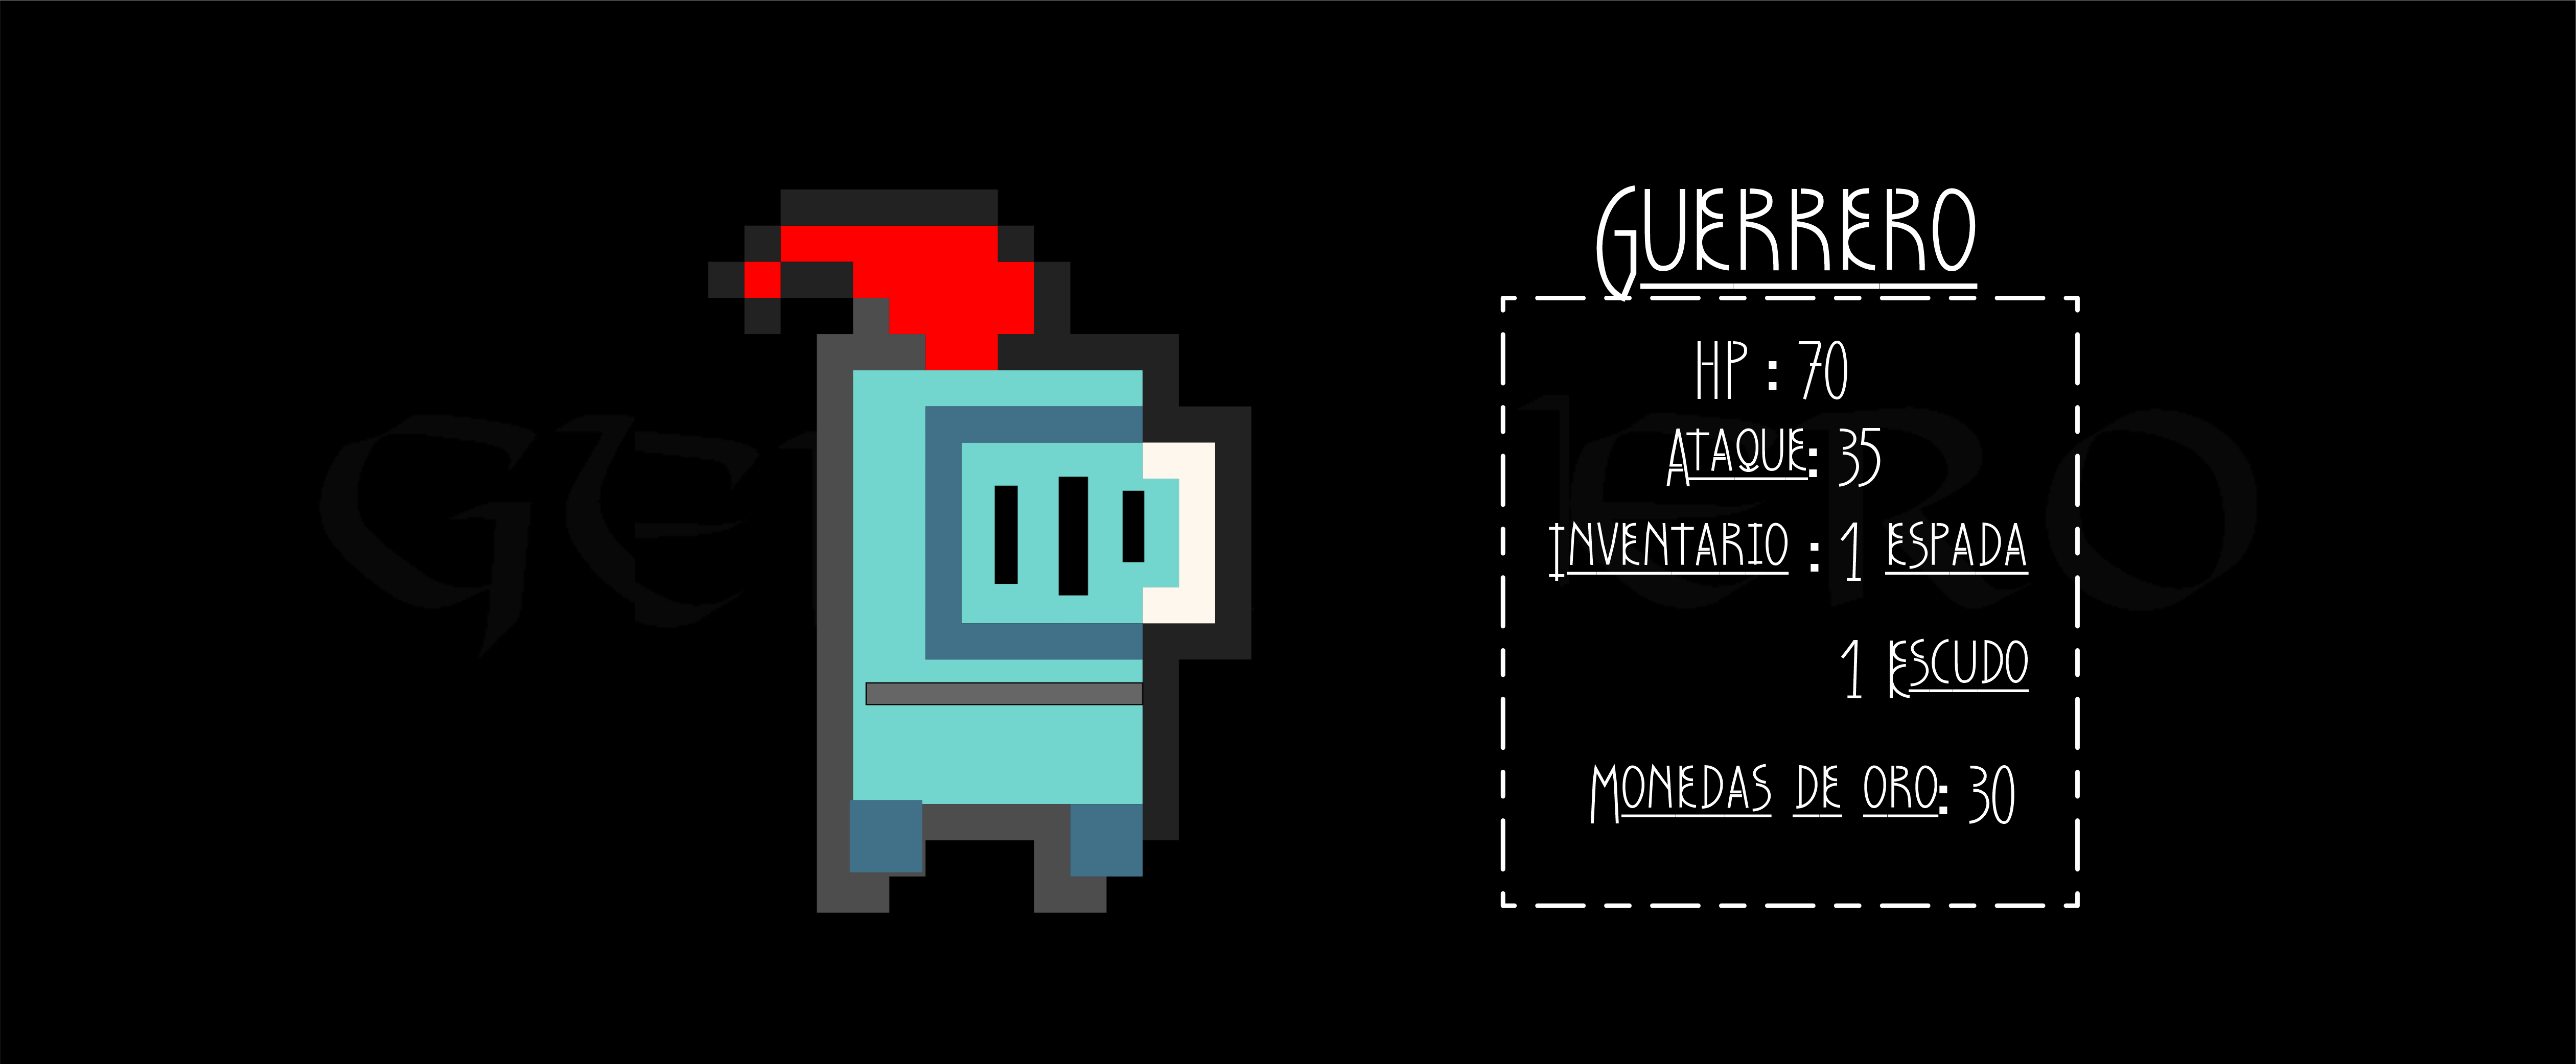 Guerrero
HP : 70
Ataque: 35
Inventario : 1 espada
1 Escudo
Monedas de oro: 30